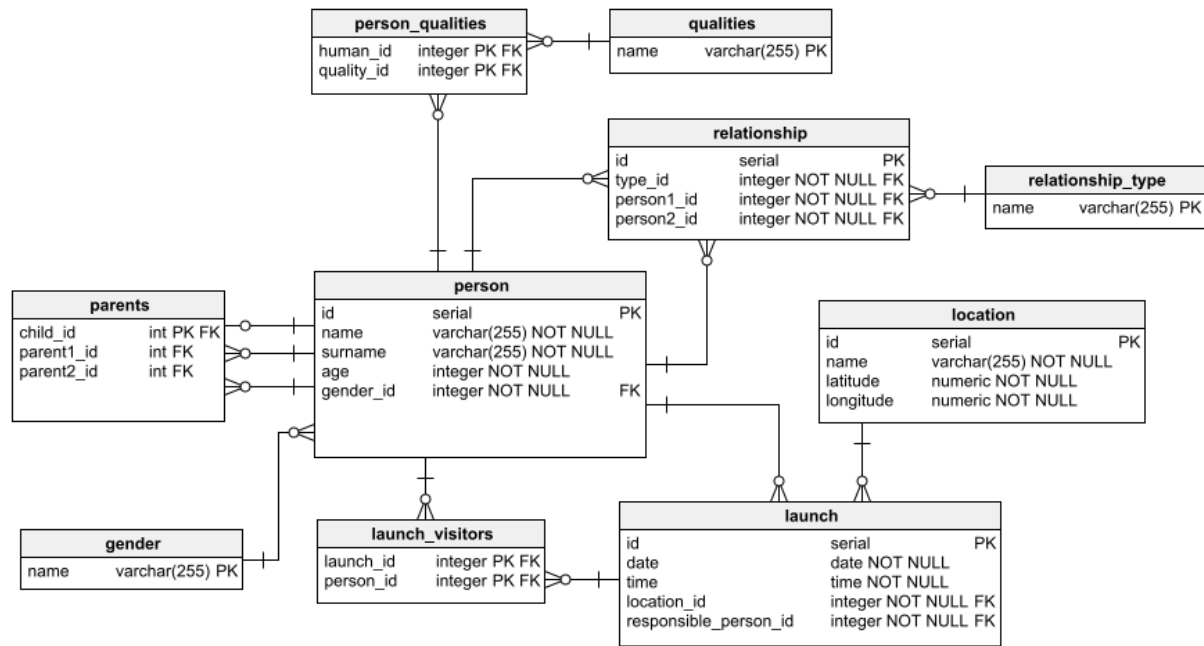 person_qualities
human_id integer PK FK
quality_id integer PK FK
qualities
name varchar(255) PK
relationship
id serial PK
type_id integer NOT NULL FK
person1_id integer NOT NULL FK
person2_id integer NOT NULL FK
relationship_type
name varchar(255) PK
person
id serial PK
name varchar(255) NOT NULL
surname varchar(255) NOT NULL
age integer NOT NULL
gender_id integer NOT NULL FK
parents
child_id int PK FK
parent1_id int FK
parent2_id int FK
location
id serial PK
name varchar(255) NOT NULL
latitude numeric NOT NULL
longitude numeric NOT NULL
gender
name varchar(255) PK
launch_visitors
launch_id integer PK FK
person_id integer PK FK
launch
id serial PK
date date NOT NULL
time time NOT NULL
location_id integer NOT NULL FK
responsible_person_id integer NOT NULL FK